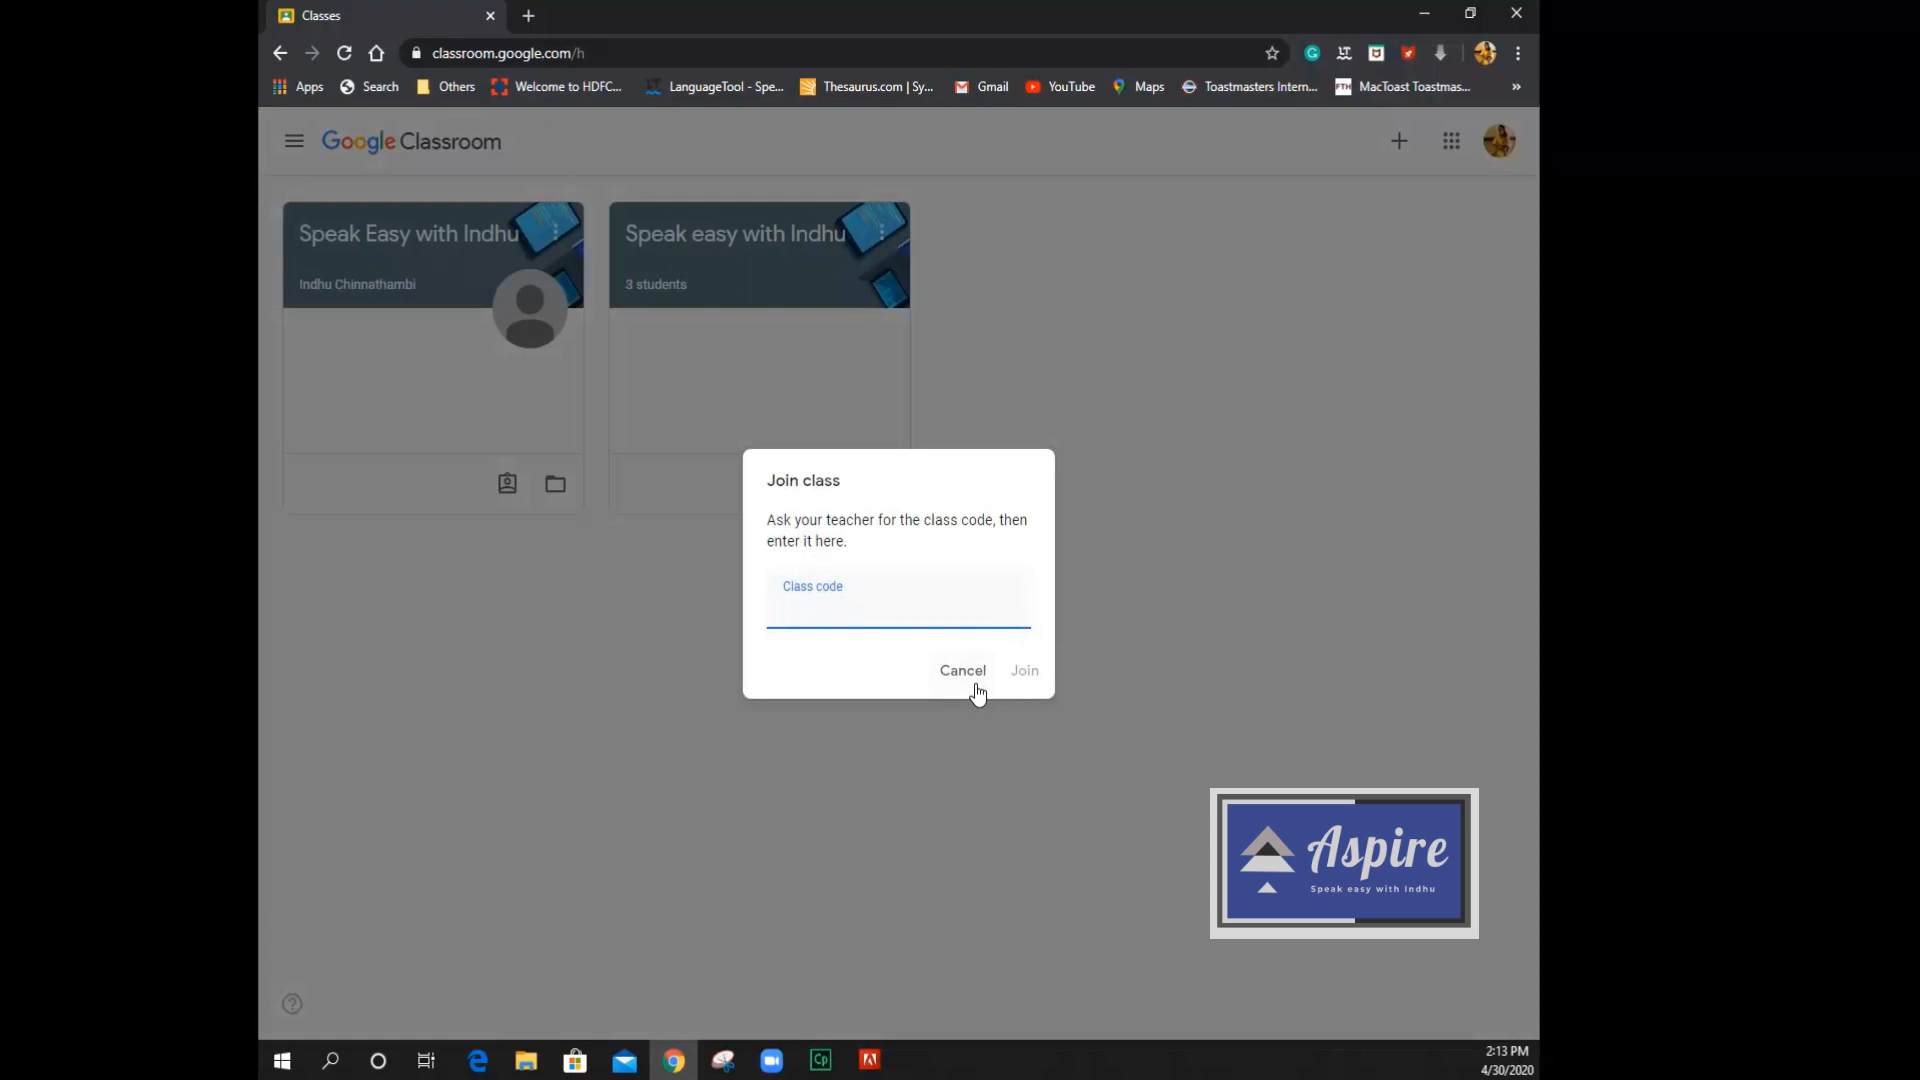 Classes
classroom.google.com/h
Apps
Search
Others
Welcome to HDFC...
LanguageTool - Spe...
Thesaurus.com | Sy...
Gmail
YouTube
Maps
Toastmasters Intern...
FTH
MacToast Toastmas...
»
Google Classroom
Speak Easy with Indhu
Indhu Chinnathambi
Speak easy with Indhu
3 students
Join class
Ask your teacher for the class code, then
enter it here.
Class code
Cancel
Join
Aspire
Speak easy with Indhu
Cp
2:13 PM
4/30/2020